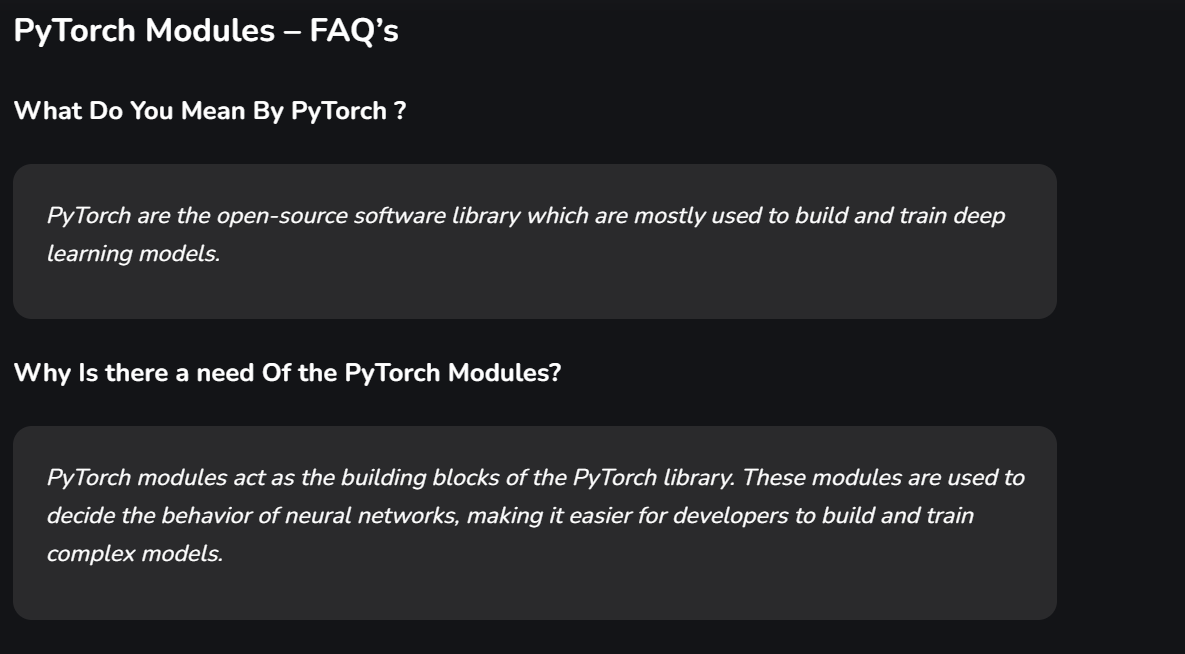 PyTorch Modules – FAQ’s
What Do You Mean By PyTorch ?
PyTorch are the open-source software library which are mostly used to build and train deep
learning models.
Why Is there a need Of the PyTorch Modules?
PyTorch modules act as the building blocks of the PyTorch library. These modules are used to
decide the behavior of neural networks, making it easier for developers to build and train
complex models.